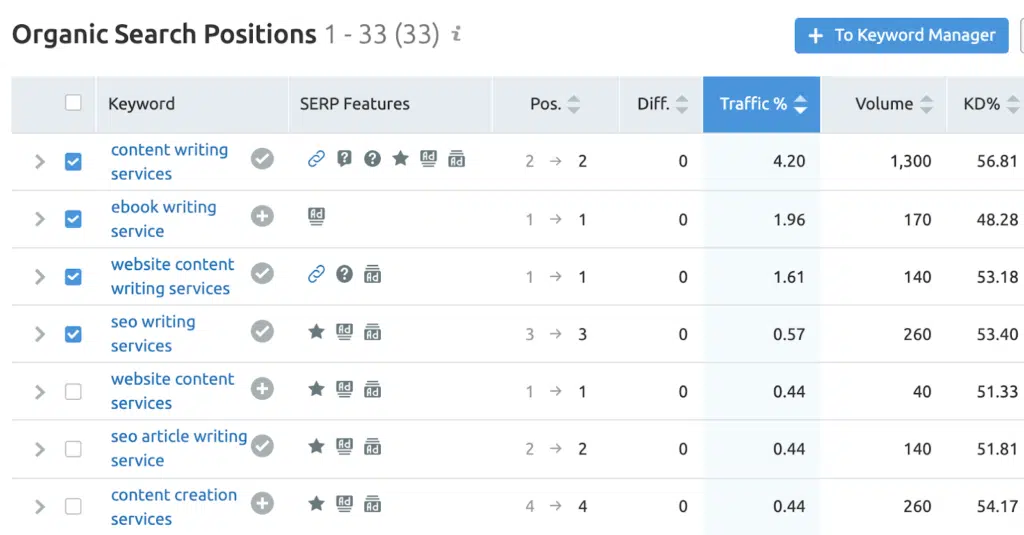 Organic Search Positions 1 - 33 (33) i
+ To Keyword Manager
Keyword SERP Features Pos. Diff. Traffic % Volume KD%
content writing
services
2 → 2 0 4.20 1,300 56.81
ebook writing
service
1 → 1 0 1.96 170 48.28
website content
writing services
1 → 1 0 1.61 140 53.18
seo writing
services
3 → 3 0 0.57 260 53.40
website content
services
1 → 1 0 0.44 40 51.33
seo article writing
service
2 → 2 0 0.44 140 51.81
content creation
services
4 → 4 0 0.44 260 54.17